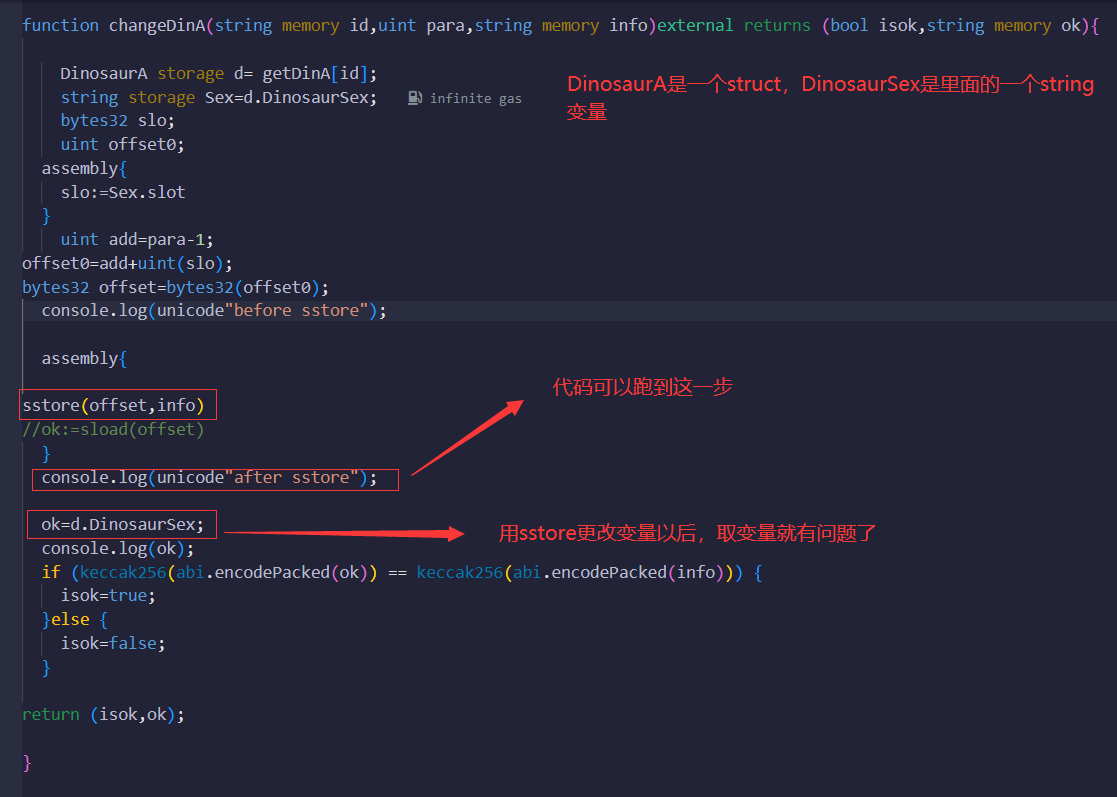 function changeDinA(string memory id,uint para,string memory info)external returns (bool isok,string memory ok){
DinosaurA storage d= getDinA[id];
DinosaurA是一个struct，DinosaurSex是里面的一个string
变量
string storage Sex=d.DinosaurSex; infinite gas
bytes32 slo;
uint offset0;
assembly{
slo:=Sex.slot
}
uint add=para-1;
offset0=add+uint(slo);
bytes32 offset=bytes32(offset0);
console.log(unicode"before sstore");
assembly{
代码可以跑到这一步
sstore(offset,info)
//ok:=sload(offset)
}
console.log(unicode"after sstore");
ok=d.DinosaurSex;
用sstore更改变量以后，取变量就有问题了
console.log(ok);
if (keccak256(abi.encodePacked(ok)) == keccak256(abi.encodePacked(info))) {
isok=true;
}else {
isok=false;
}
return (isok,ok);
}